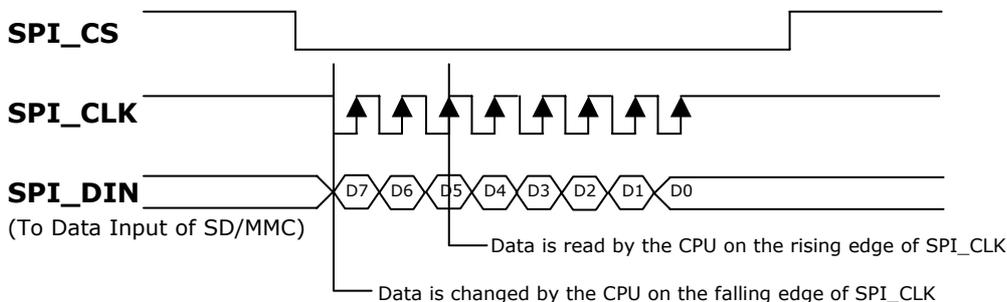 SPI_CS
SPI_CLK
SPI_DIN
D7 D6 D5 D4 D3 D2 D1 D0
(To Data Input of SD/MMC)
Data is read by the CPU on the rising edge of SPI_CLK
Data is changed by the CPU on the falling edge of SPI_CLK